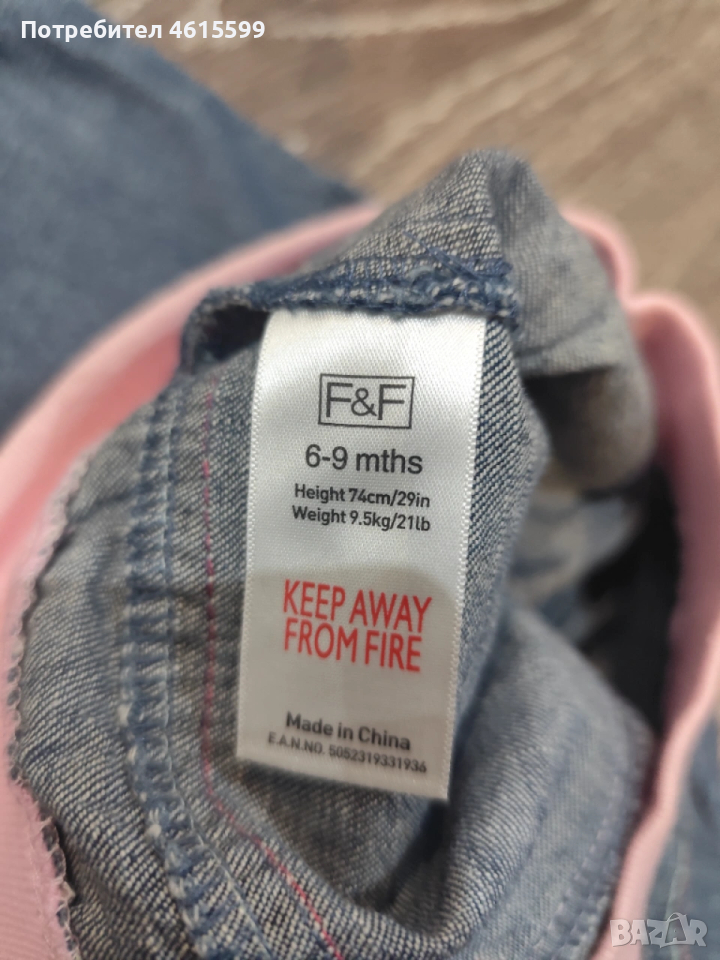 Потребител 4615599
F&F
6-9 mths
Height 74cm/29in
Weight 9.5kg/21lb
KEEP AWAY
FROM FIRE
Made in China
E.A.N.NO. 5052319331936
BAZAR